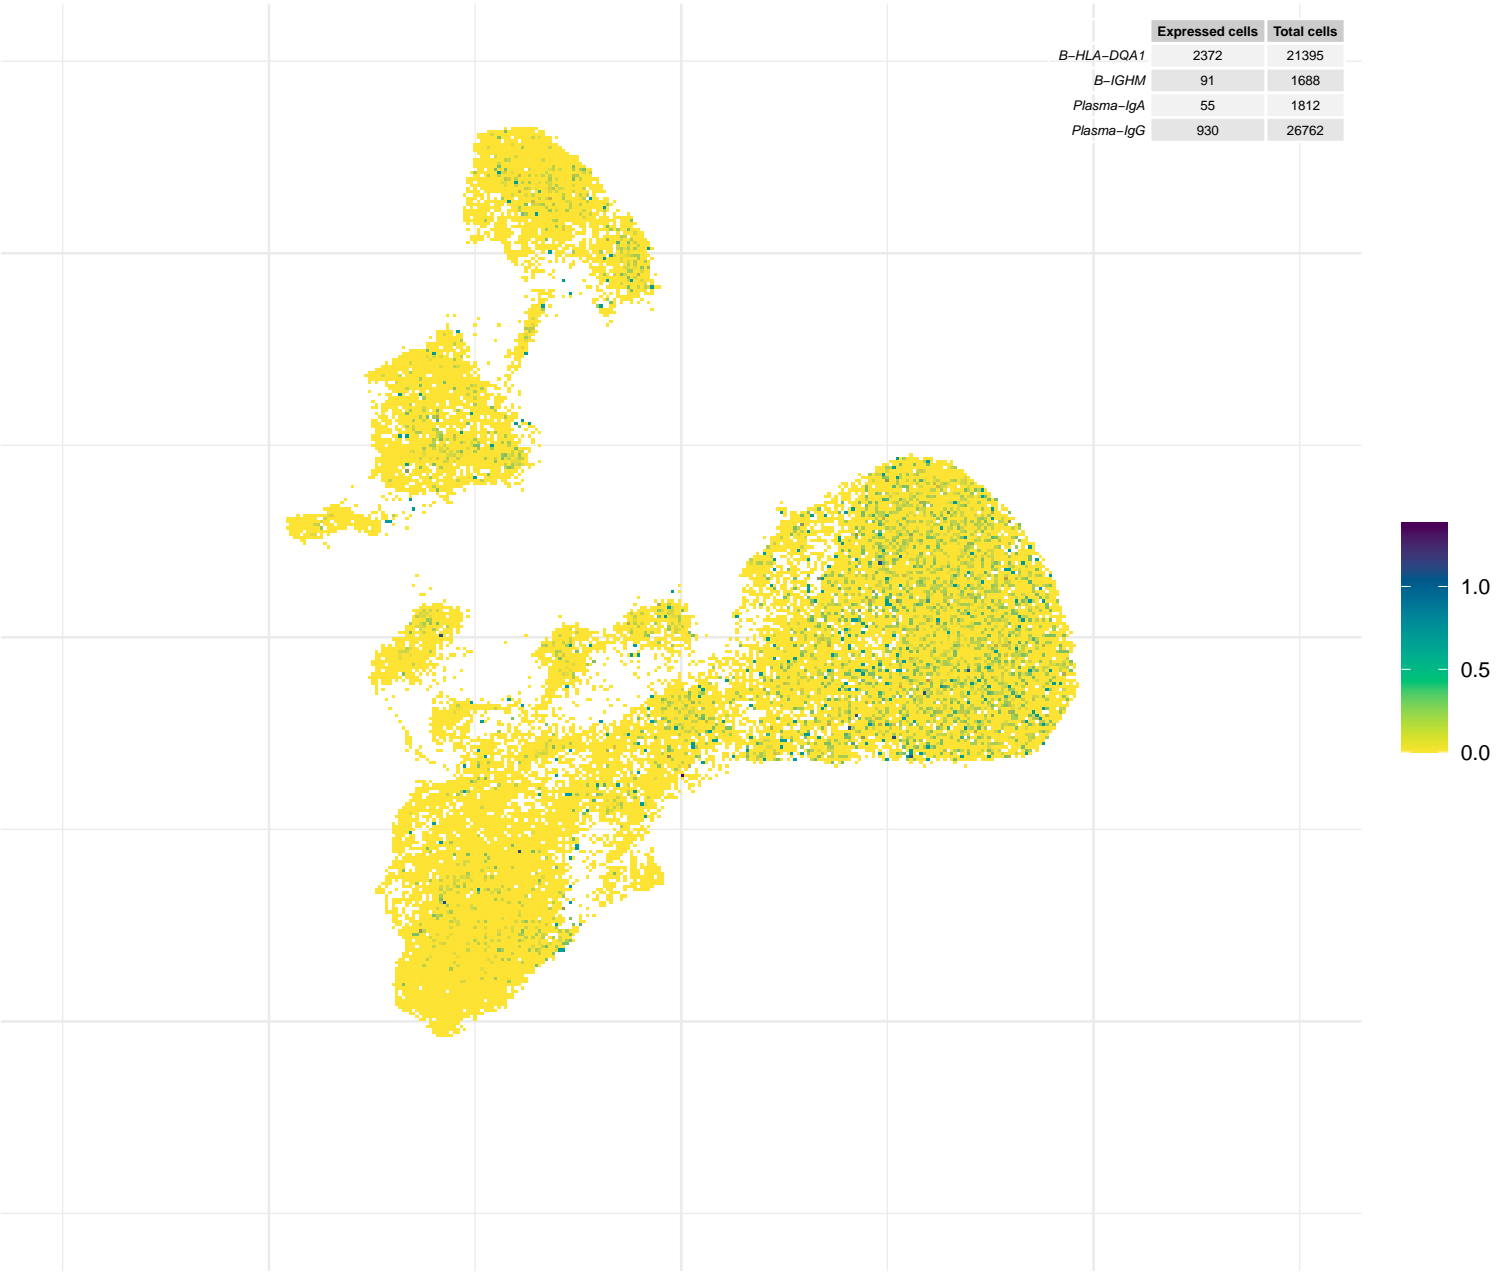 Expressed cells Total cells
B-HLA-DQA1 2372 21395
B-IGHM 91 1688
Plasma-IgA 55 1812
Plasma-IgG 930 26762
1.0
0.5
0.0